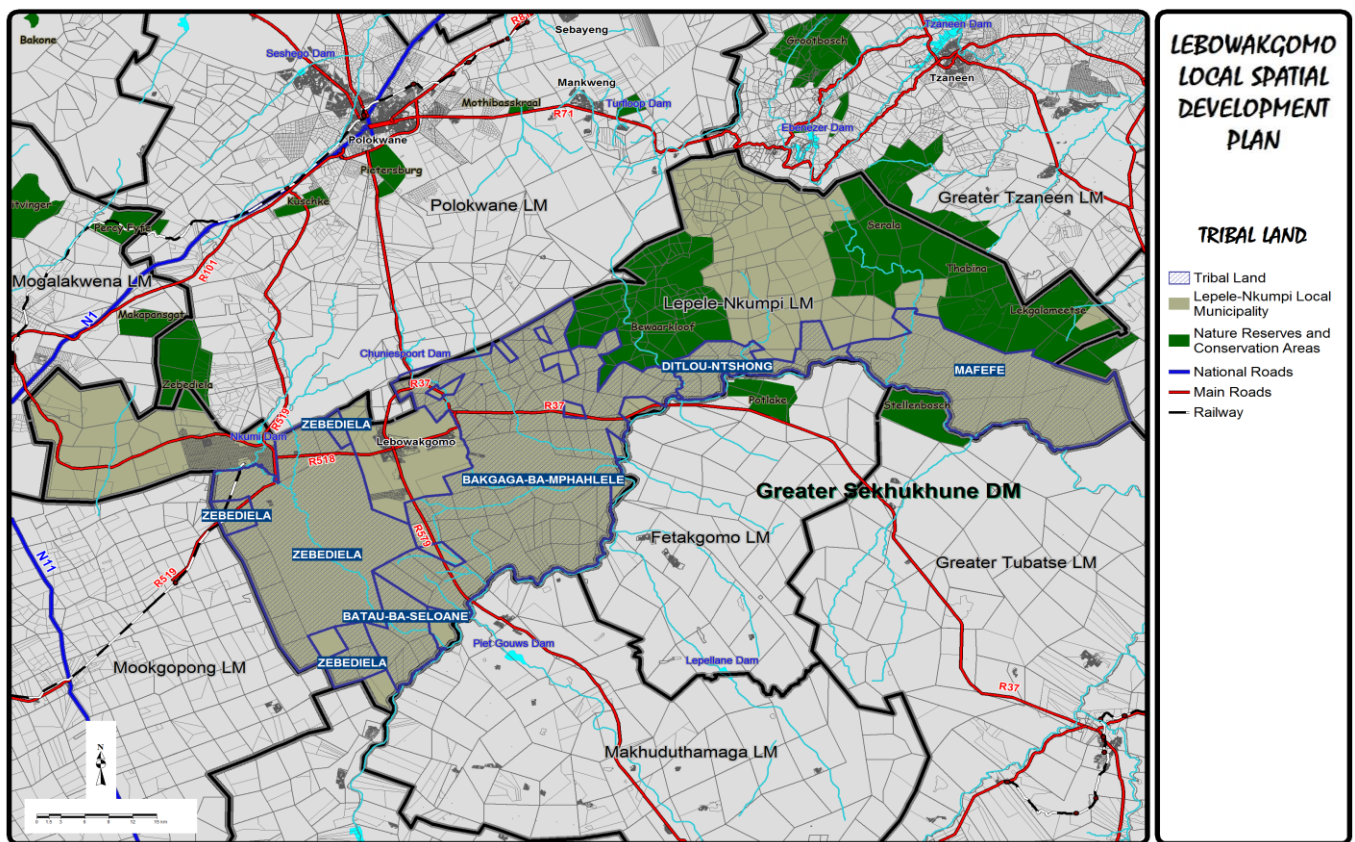 LEBOWAKGOMO
LOCAL SPATIAL
DEVELOPMENT
PLAN
TRIBAL LAND
Tribal Land
Lepele-Nkumpi Local
Municipality
Nature Reserves and
Conservation Areas
National Roads
Main Roads
Railway
Bakone
Seshego Dam
Sebayeng
Grootbosch
Tzaneen Dam
Tzaneen
Mankweng
Turfloop Dam
Mothibasskraal
R71
Polokwane
Ebenezer Dam
Pietersburg
Kuschke
Polokwane LM
Greater Tzaneen LM
Percy Fyfe
Serala
Mogalakwena LM
R101
N1
Makapansgat
Thabina
Lekgalameetse
Lepele-Nkumpi LM
Bewaarkloof
Chuniespoort Dam
DITLOU-NTSHONG
MAFEFE
Zebediela
R37
R37
Potlake
Stellenbosch
R519
ZEBEDIELA
Nkumi Dam
Lebowakgomo
R518
BAKGAGA-BA-MPHAHLELE
Greater Sekhukhune DM
ZEBEDIELA
R579
Fetakgomo LM
ZEBEDIELA
Greater Tubatse LM
N11
R519
BATAU-BA-SELOANE
Piet Gouws Dam
Lepellane Dam
ZEBEDIELA
Mookgopong LM
R37
Makhuduthamaga LM
N